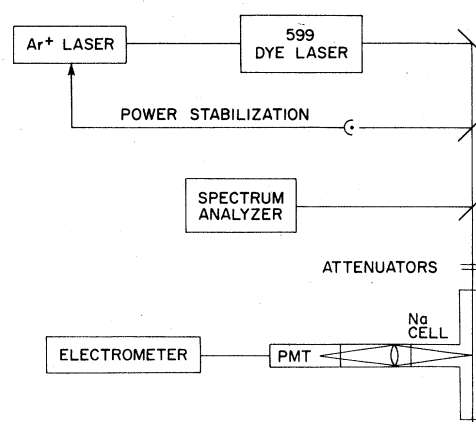 Ar+ LASER
599
DYE LASER
POWER STABILIZATION
SPECTRUM
ANALYZER
ATTENUATORS
Na
CELL
ELECTROMETER
PMT